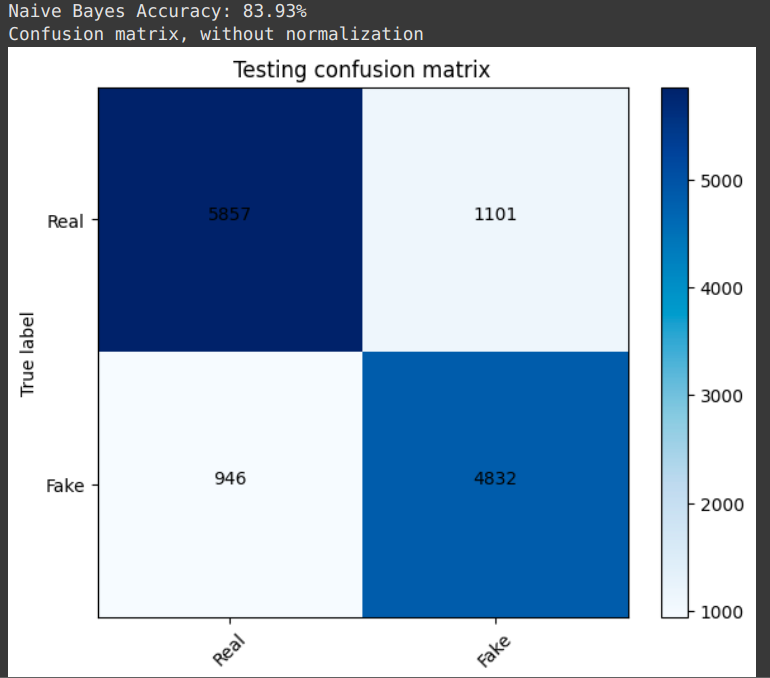 Naive Bayes Accuracy: 83.93%
Confusion matrix, without normalization
Testing confusion matrix
Real
5857
1101
Fake
946
4832
True label
Real
Fake
5000
4000
3000
2000
1000